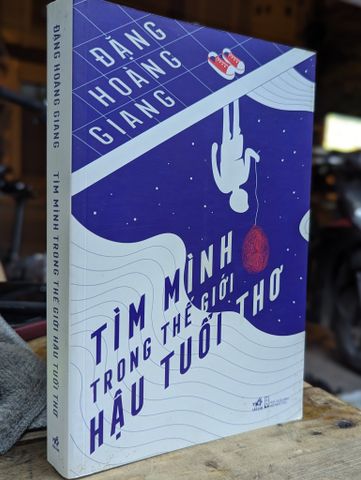 ĐẶNG
HOÀNG
GIANG
TÌM MÌNH
TRONG THẾ GIỚI
HẬU TUỔI THƠ
ĐẶNG HOÀNG GIANG
TÌM MÌNH TRONG THẾ GIỚI HẬU TUỔI THƠ